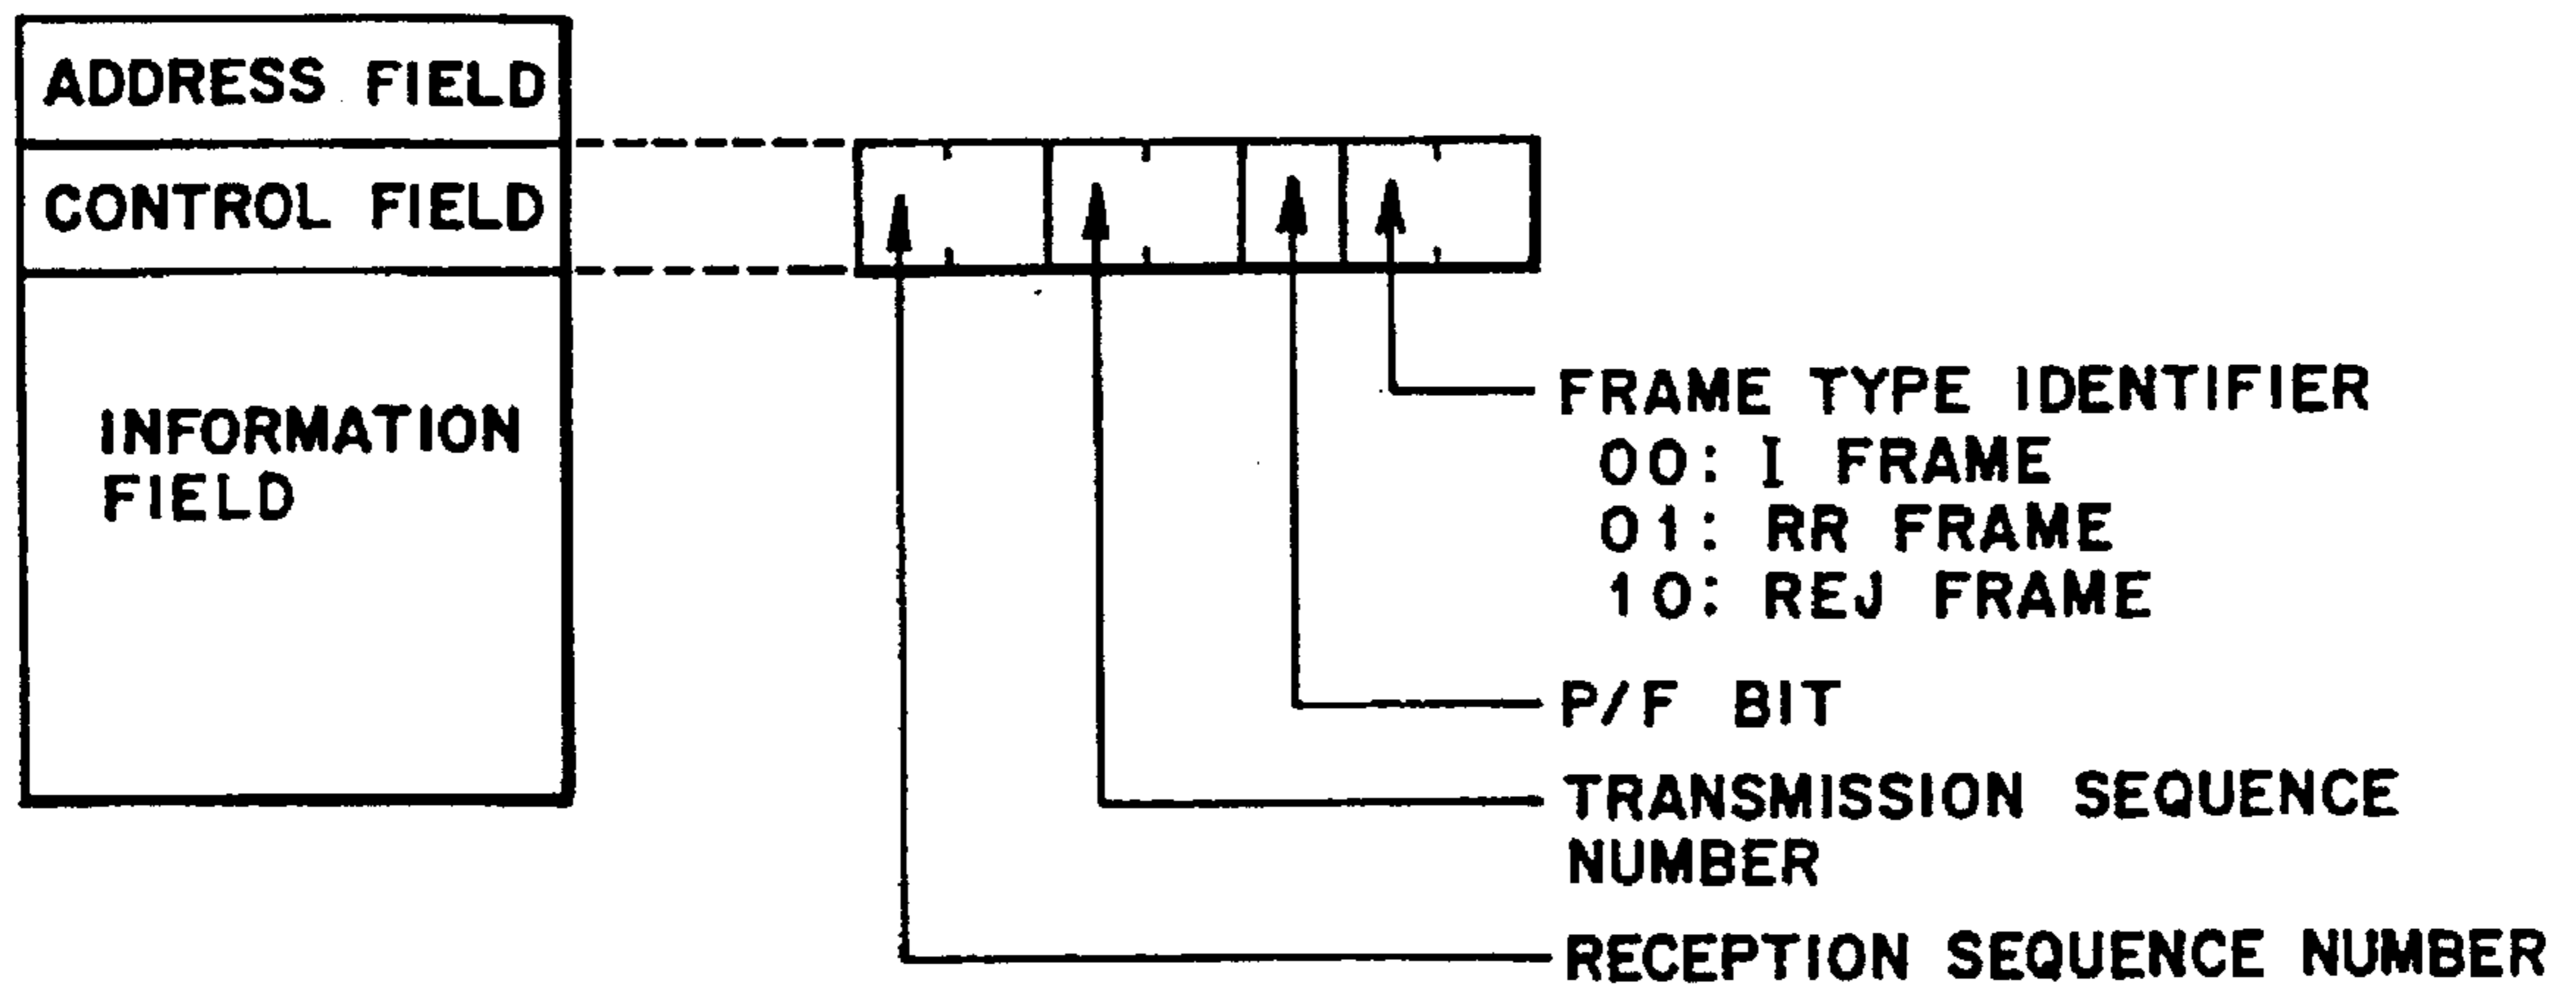 ADDRESS FIELD
CONTROL FIELD
INFORMATION
FIELD
FRAME TYPE IDENTIFIER
00: I FRAME
01: RR FRAME
10: REJ FRAME
P/F BIT
TRANSMISSION SEQUENCE
NUMBER
RECEPTION SEQUENCE NUMBER